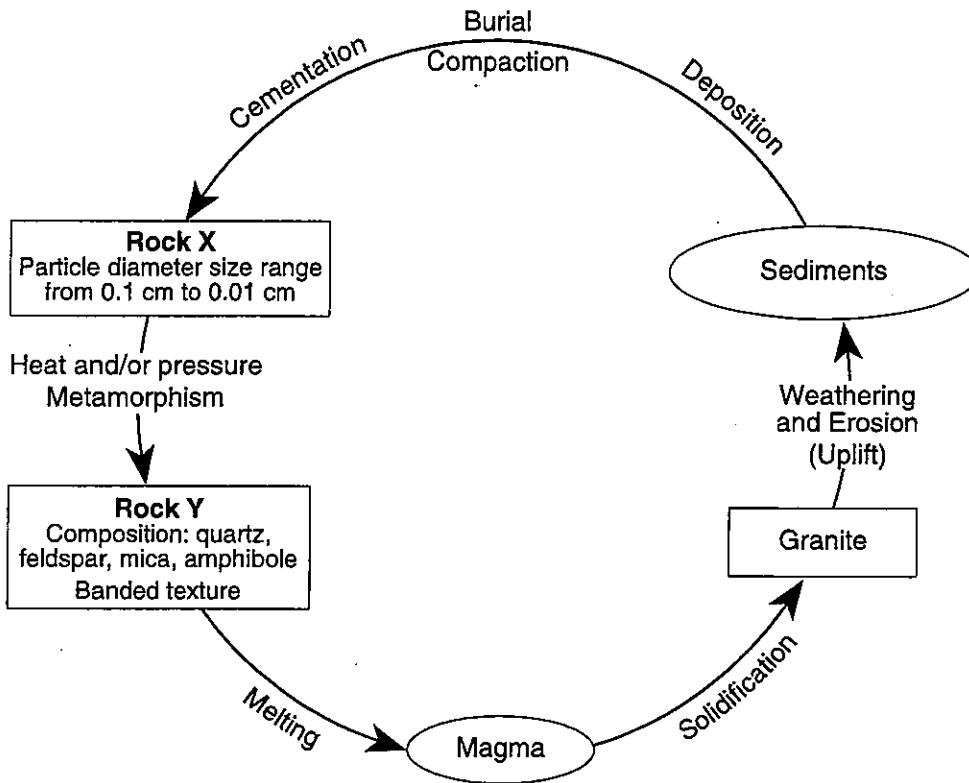 Burial
Compaction
Cementation
Deposition
Rock X
Particle diameter size range
from 0.1 cm to 0.01 cm
Sediments
Heat and/or pressure
Metamorphism
Weathering
and Erosion
(Uplift)
Rock Y
Composition: quartz,
feldspar, mica, amphibole
Banded texture
Granite
Melting
Solidification
Magma